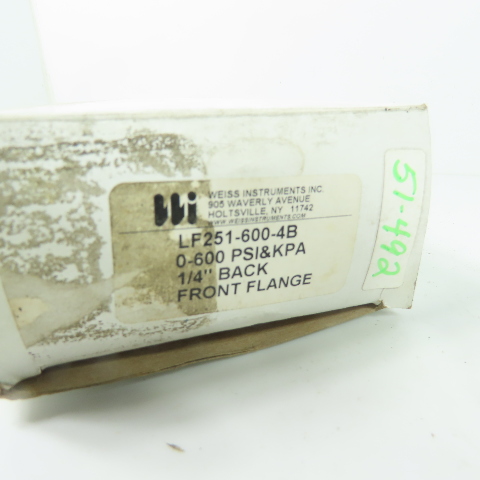 WEISS INSTRUMENTS INC.
905 WAVERLY AVENUE
HOLTSVILLE, NY 11742
WWW.WEISSINSTRUMENTS.COM
LF251-600-4B
0-600 PSI&KPA
1/4" BACK
FRONT FLANGE
51-492